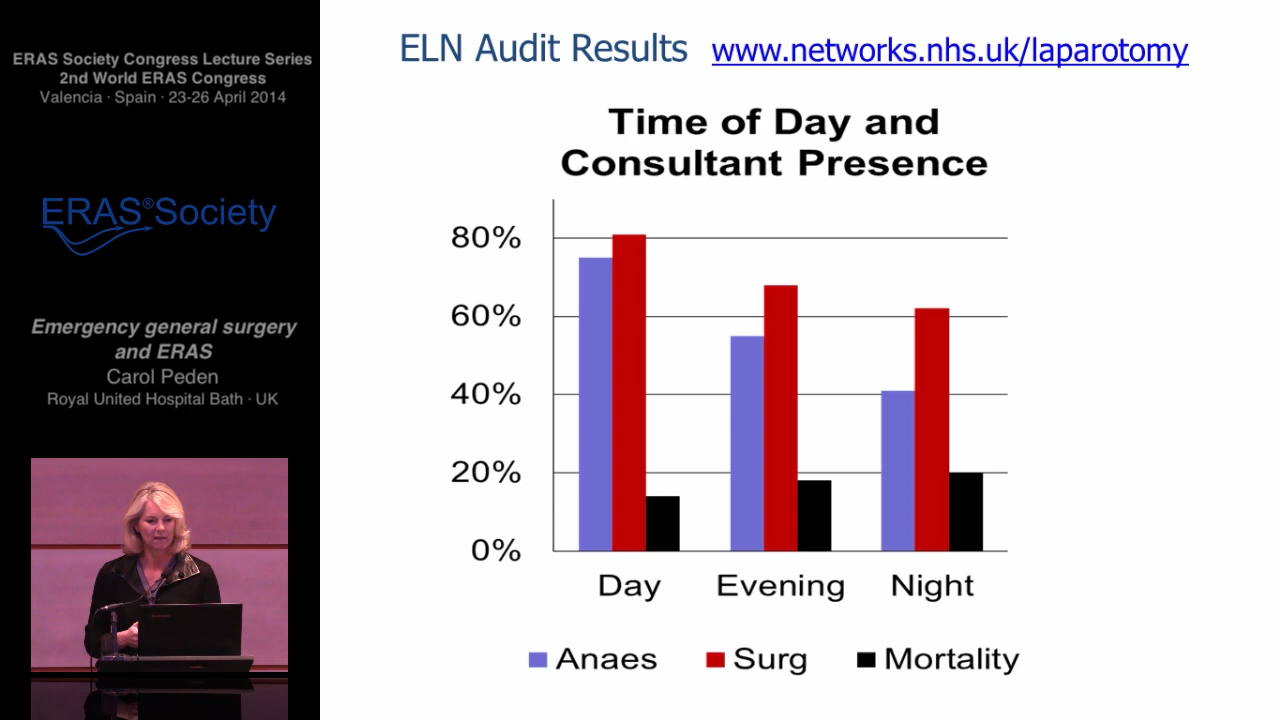 ERAS Society Congress Lecture Series
2nd World ERAS Congress
Valencia · Spain · 23-26 April 2014
ERAS®Society
Emergency general surgery
and ERAS
Carol Peden
Royal United Hospital Bath · UK
ELN Audit Results www.networks.nhs.uk/laparotomy
Time of Day and
Consultant Presence
80%
60%
40%
20%
0%
Day Evening Night
Anaes Surg Mortality